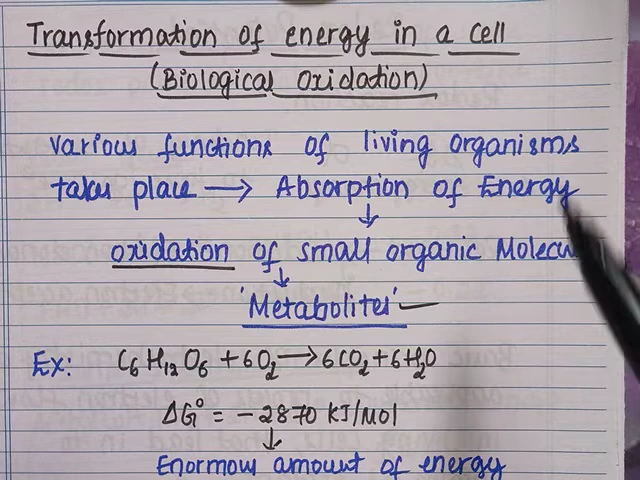 Transformation of energy in a cell
(Biological Oxidation)
various functions of living organisms
takes place → Absorption of Energy
↓
oxidation of small organic Molecu
↓
'Metabolites'
Ex: C6H12O6 + 6O2 → 6CO2 + 6H2O
ΔG° = -2870 KJ/Mol
↓
Enormous amount of energy